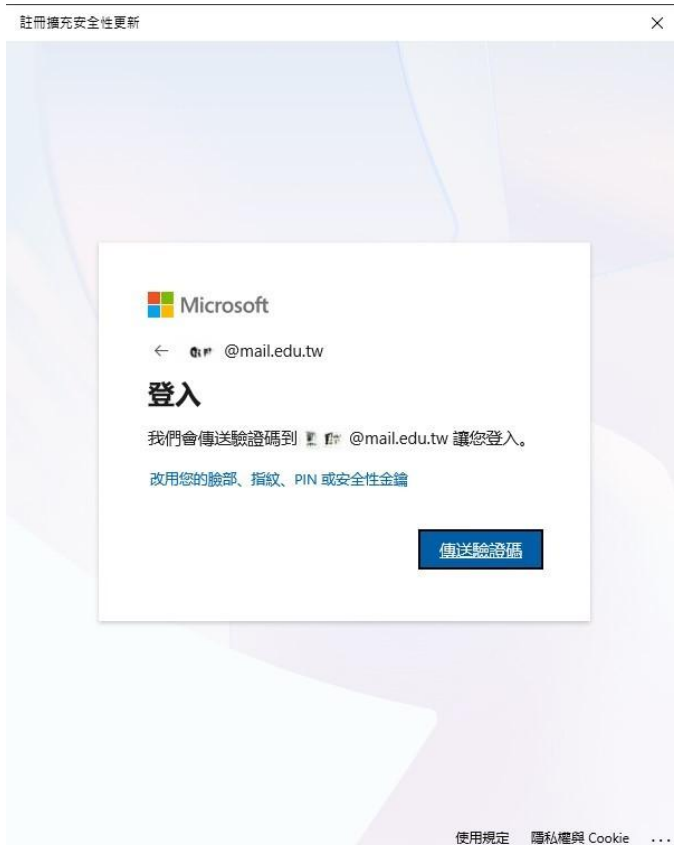 註冊擴充安全性更新
Microsoft
@mail.edu.tw
登入
我們會傳送驗證碼到 @mail.edu.tw 讓您登入。
改用您的臉部、指紋、PIN 或安全性金鑰
傳送驗證碼
使用規定 隱私權與 Cookie ...